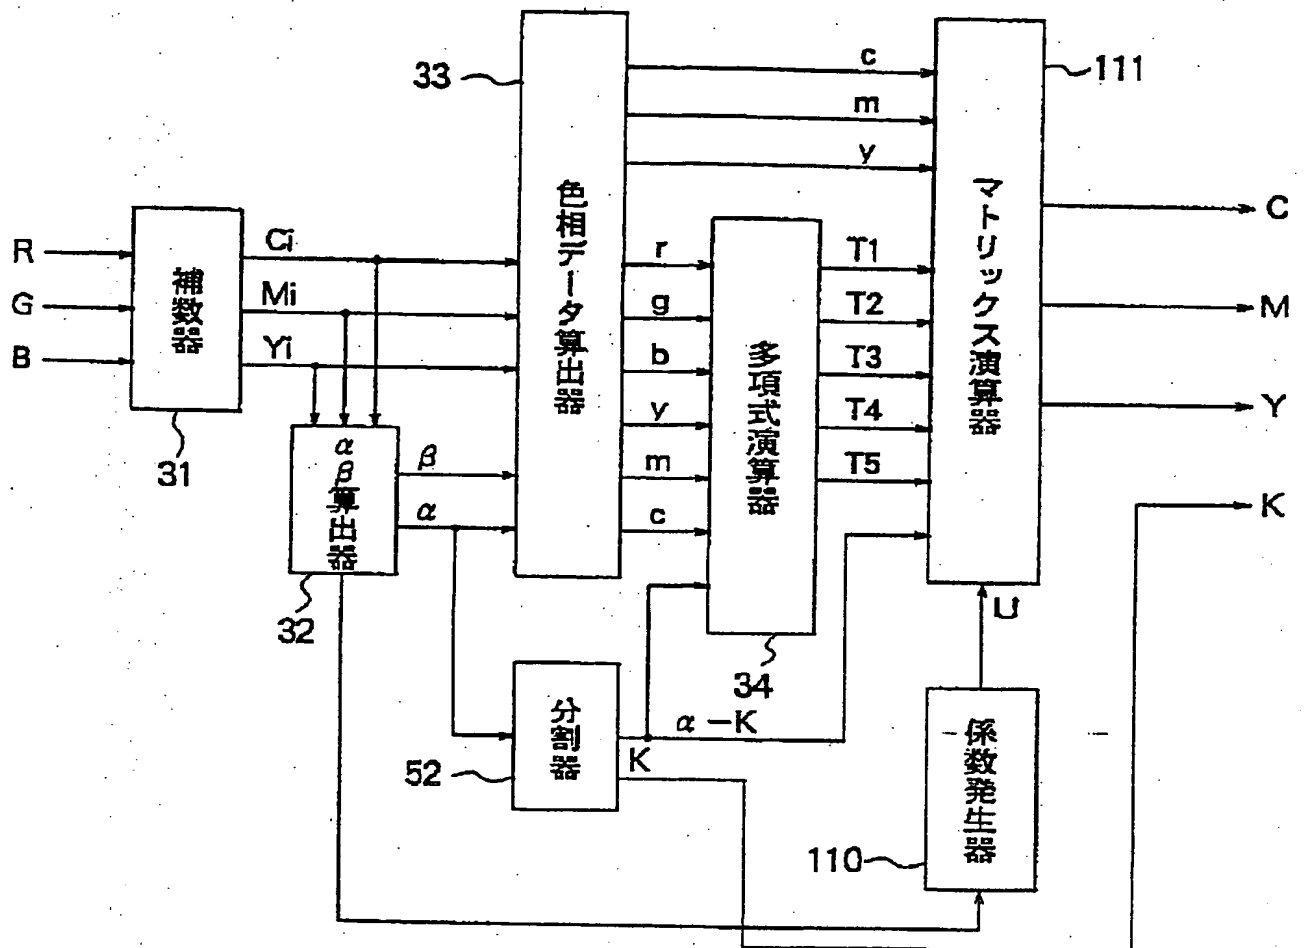 33
111
c
m
y
色相データ算出器
マトリックス演算器
R
G
B
補数器
31
Ci
Mi
Yi
αβ算出器
32
β
α
r
g
b
y
m
c
多項式演算器
34
T1
T2
T3
T4
T5
C
M
Y
K
分割器
52
α－K
K
U
係数発生器
110